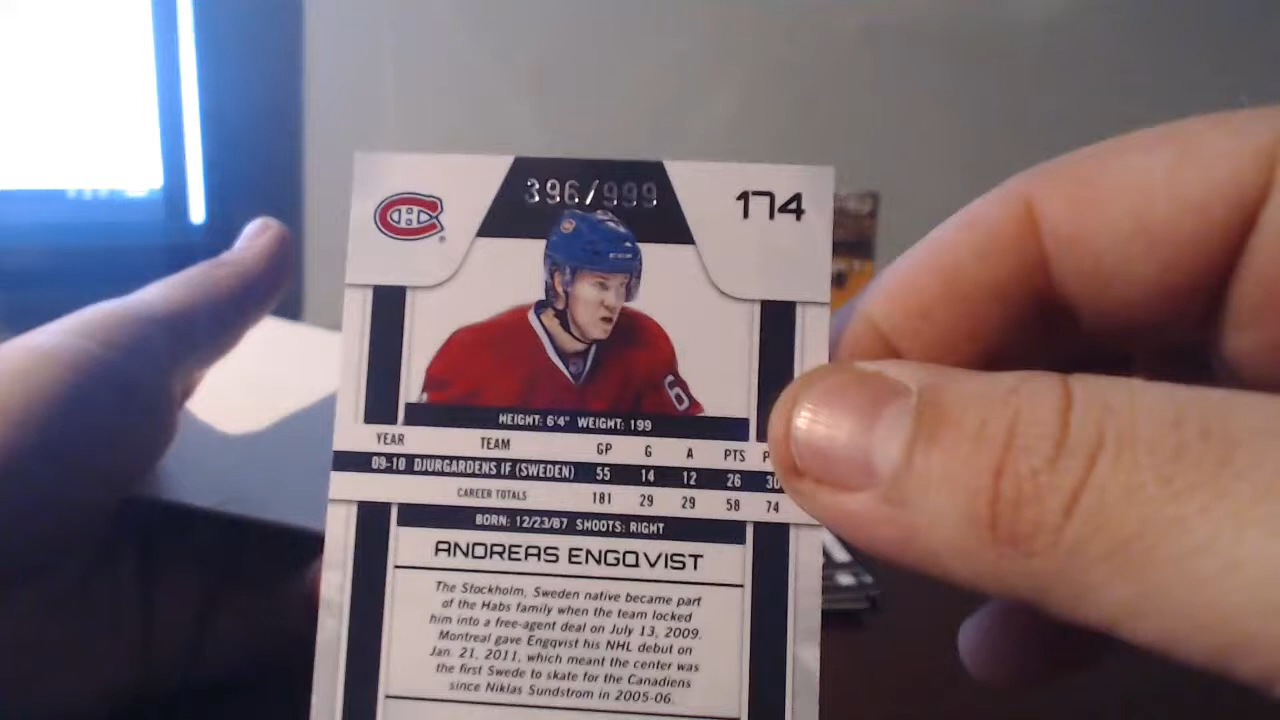 396/999
174
6
HEIGHT: 6'4" WEIGHT: 199
YEAR TEAM GP G A PTS
09-10 DJURGARDENS IF (SWEDEN) 55 14 12 26 30
CAREER TOTALS 181 29 29 58 74
BORN: 12/23/87 SHOOTS: RIGHT
ANDREAS ENGQVIST
The Stockholm, Sweden native became part
of the Habs family when the team locked
him into a free-agent deal on July 13, 2009.
Montreal gave Engqvist his NHL debut on
Jan. 21, 2011, which meant the center was
the first Swede to skate for the Canadiens
since Niklas Sundstrom in 2005-06.